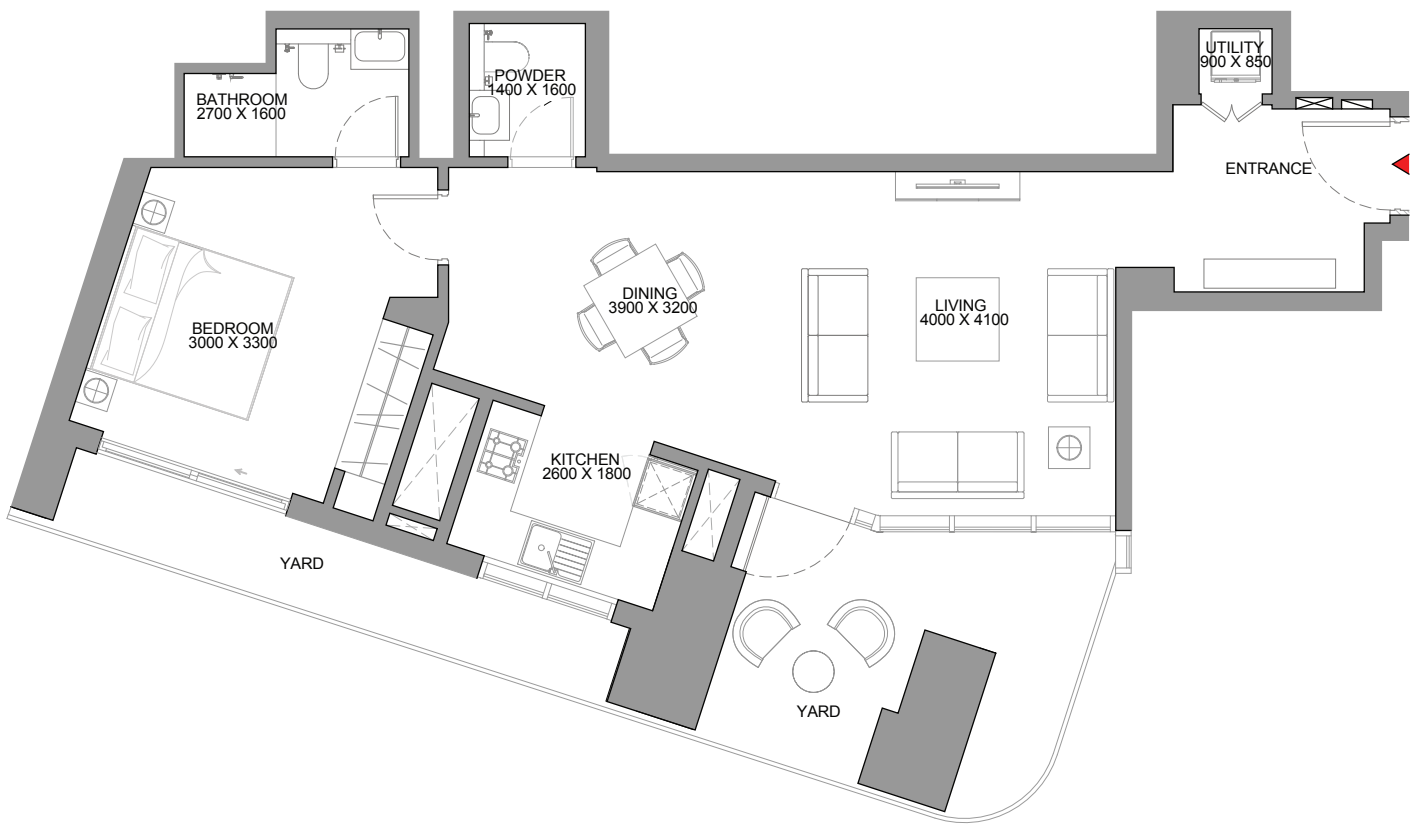 UTILITY
900 X 850
POWDER
1400 X 1600
BATHROOM
2700 X 1600
ENTRANCE
DINING
3900 X 3200
LIVING
4000 X 4100
BEDROOM
3000 X 3300
KITCHEN
2600 X 1800
YARD
YARD